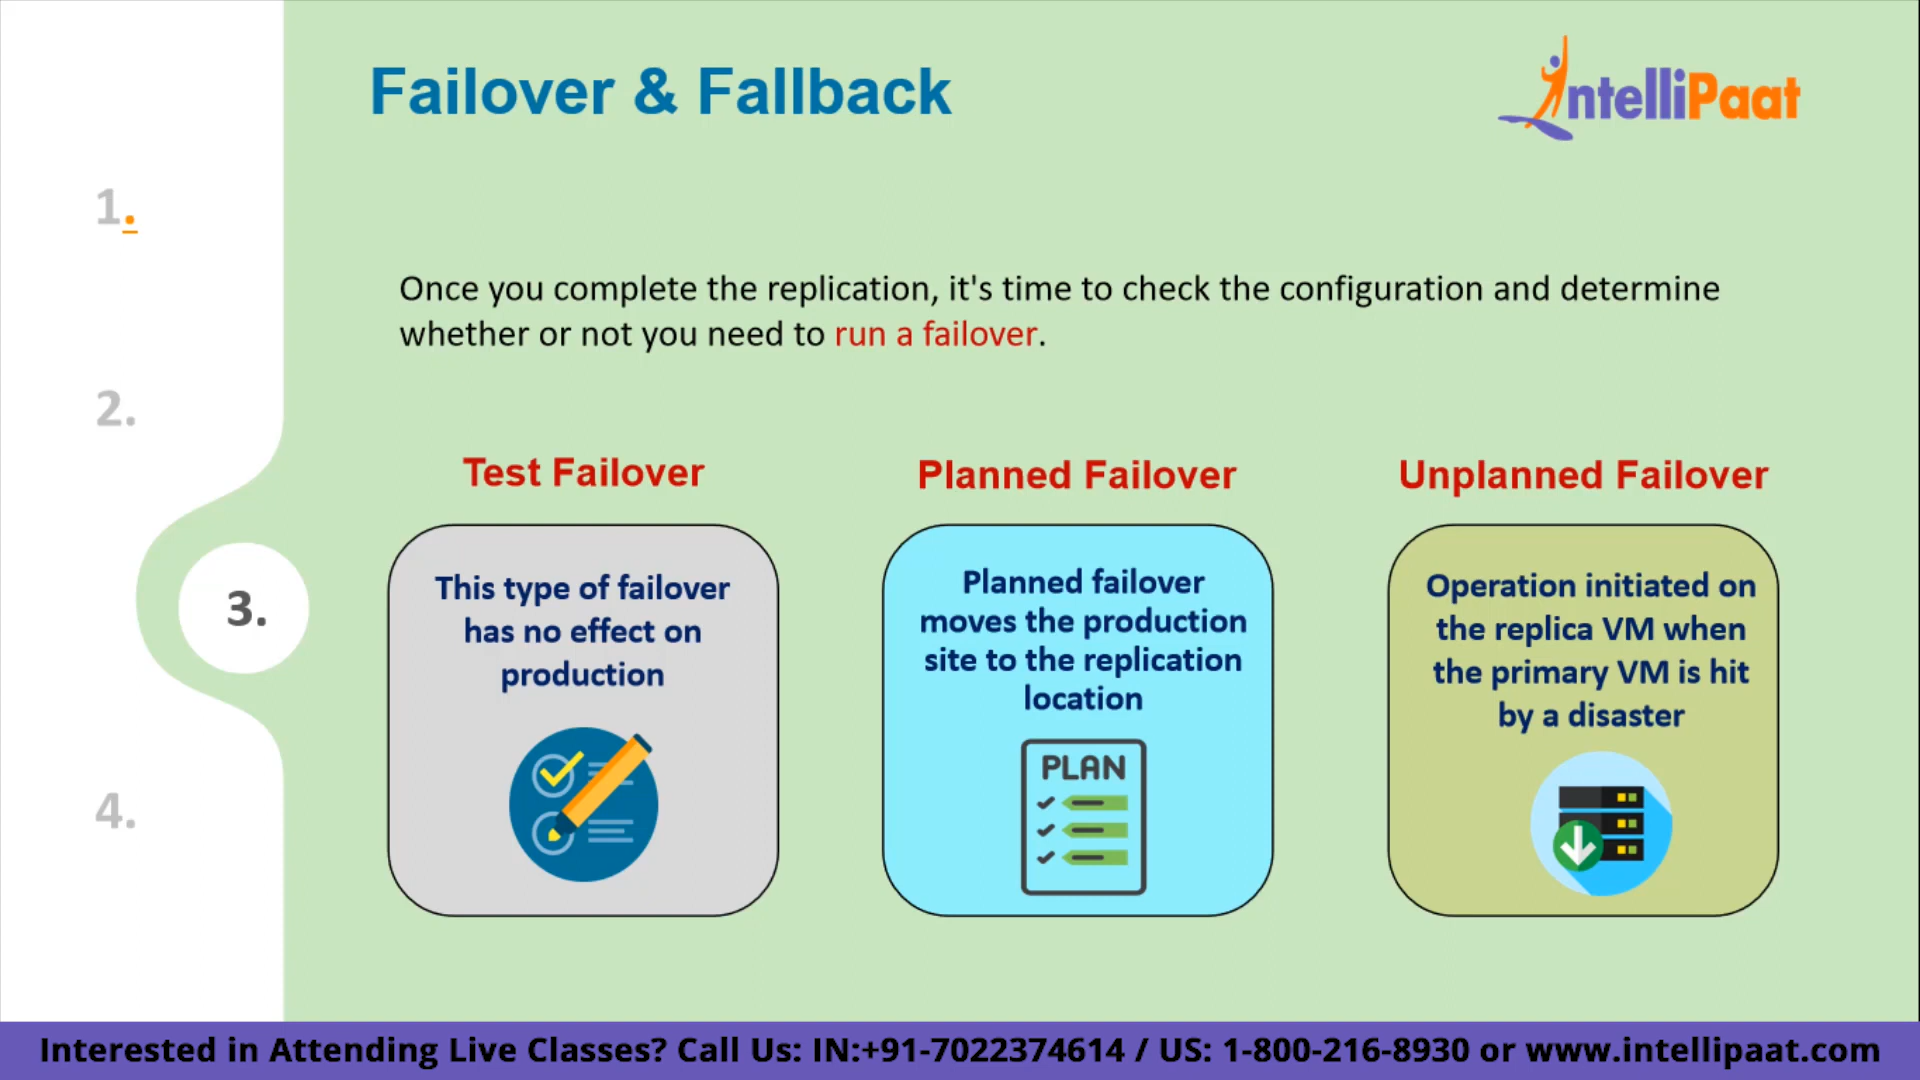 Failover & Fallback
IntelliPaat
1.
Once you complete the replication, it's time to check the configuration and determine
whether or not you need to run a failover.
2.
Test Failover
Planned Failover
Unplanned Failover
3.
This type of failover
has no effect on
production
Planned failover
moves the production
site to the replication
location
PLAN
Operation initiated on
the replica VM when
the primary VM is hit
by a disaster
4.
Interested in Attending Live Classes? Call Us: IN:+91-7022374614 / US: 1-800-216-8930 or www.intellipaat.com